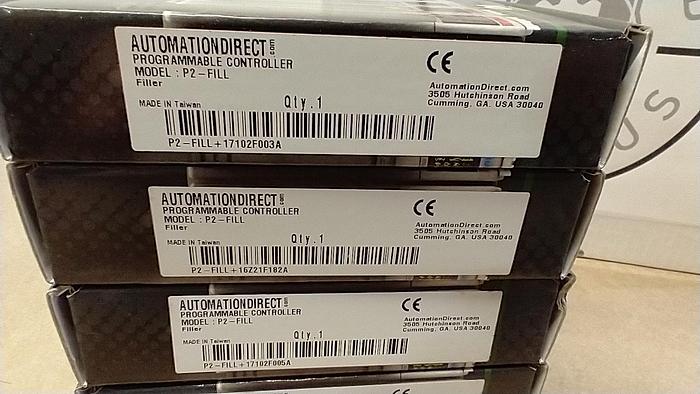 AUTOMATIONDIRECT.com
PROGRAMMABLE CONTROLLER
MODEL : P2-FILL
Filler
MADE IN Taiwan
Qty.1
P2-FILL+17102F003A
CE
AutomationDirect.com
3505 Hutchinson Road
Cumming, GA. USA 30040
AUTOMATIONDIRECT.com
PROGRAMMABLE CONTROLLER
MODEL : P2-FILL
Filler
MADE IN Taiwan
Qty.1
P2-FILL+16Z21F182A
CE
AutomationDirect.com
3505 Hutchinson Road
Cumming, GA. USA 30040
AUTOMATIONDIRECT.com
PROGRAMMABLE CONTROLLER
MODEL : P2-FILL
Filler
MADE IN Taiwan
Qty.1
P2-FILL+17102F005A
CE
AutomationDirect.com
3505 Hutchinson Road
Cumming, GA. USA 30040
CE
US